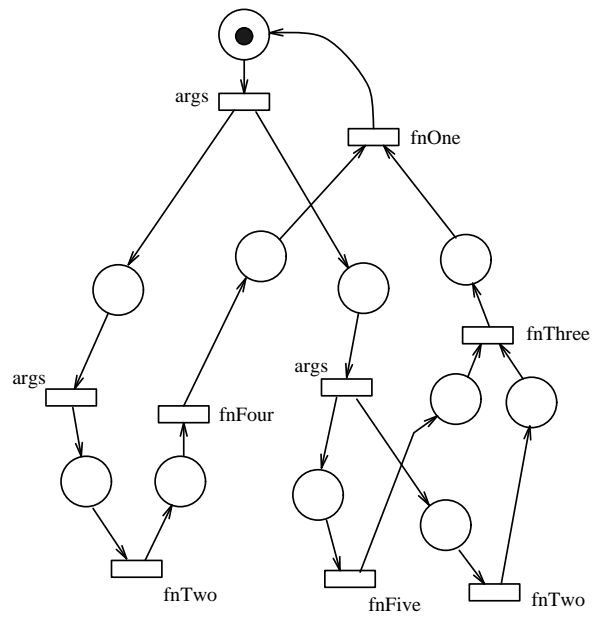 args
fnOne
fnThree
args
args
fnFour
fnTwo
fnFive
fnTwo